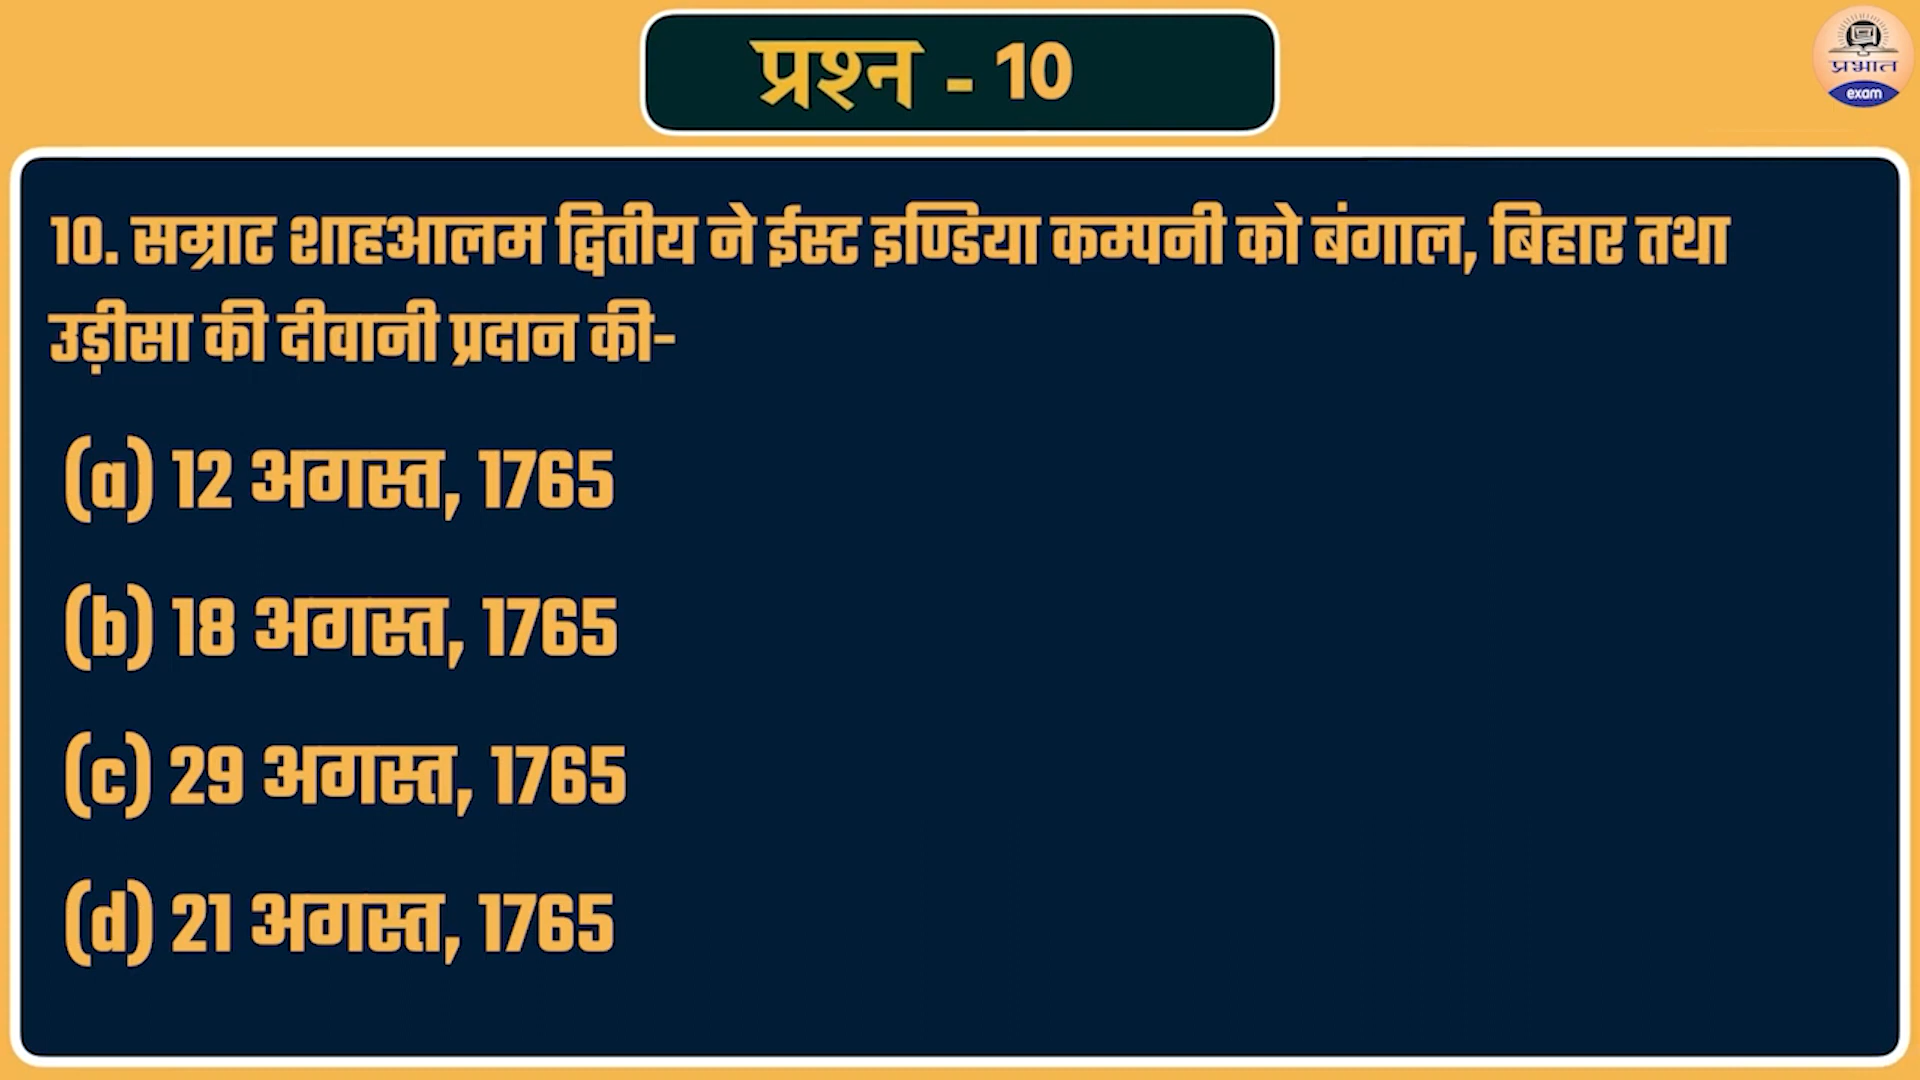 प्रश्न - 10
प्रभात
exam
10. सम्राट शाहआलम द्वितीय ने ईस्ट इण्डिया कम्पनी को बंगाल, बिहार तथा
उड़ीसा की दीवानी प्रदान की-
(a) 12 अगस्त, 1765
(b) 18 अगस्त, 1765
(c) 29 अगस्त, 1765
(d) 21 अगस्त, 1765